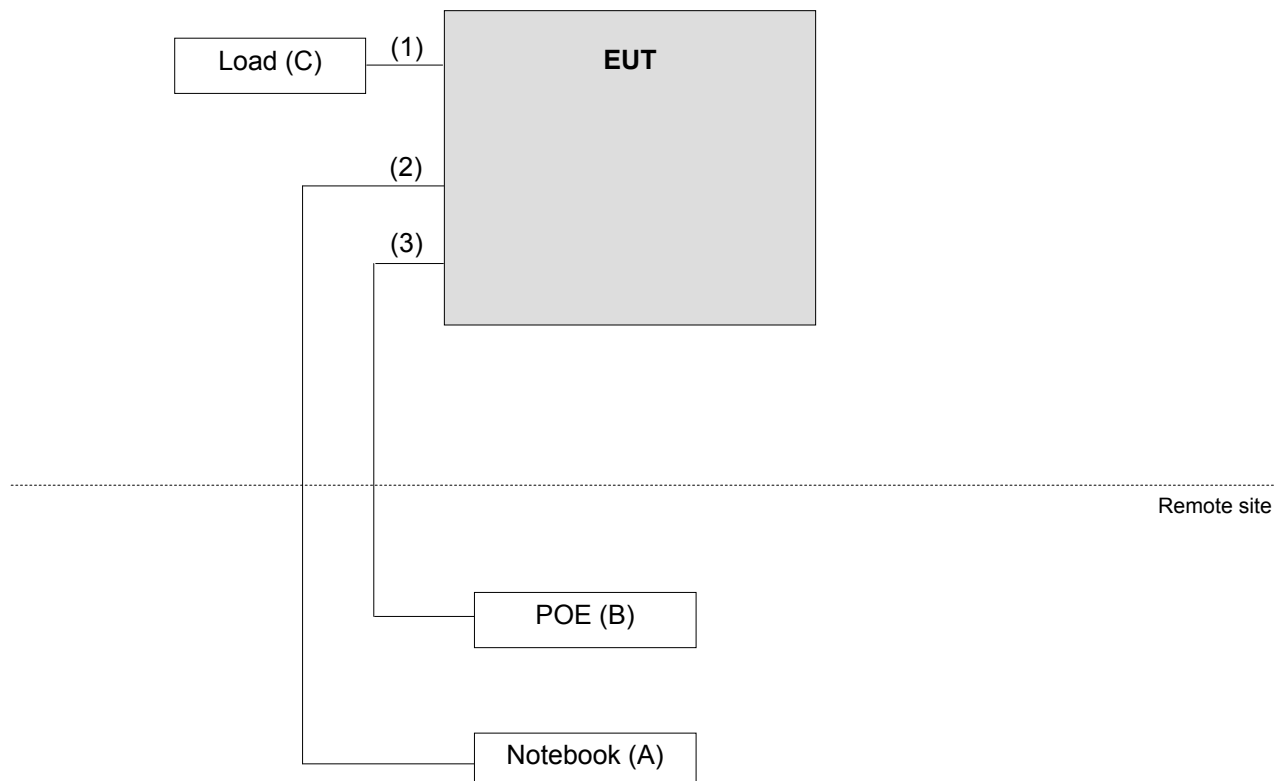 Load (C)
(1)
EUT
(2)
(3)
Remote site
POE (B)
Notebook (A)